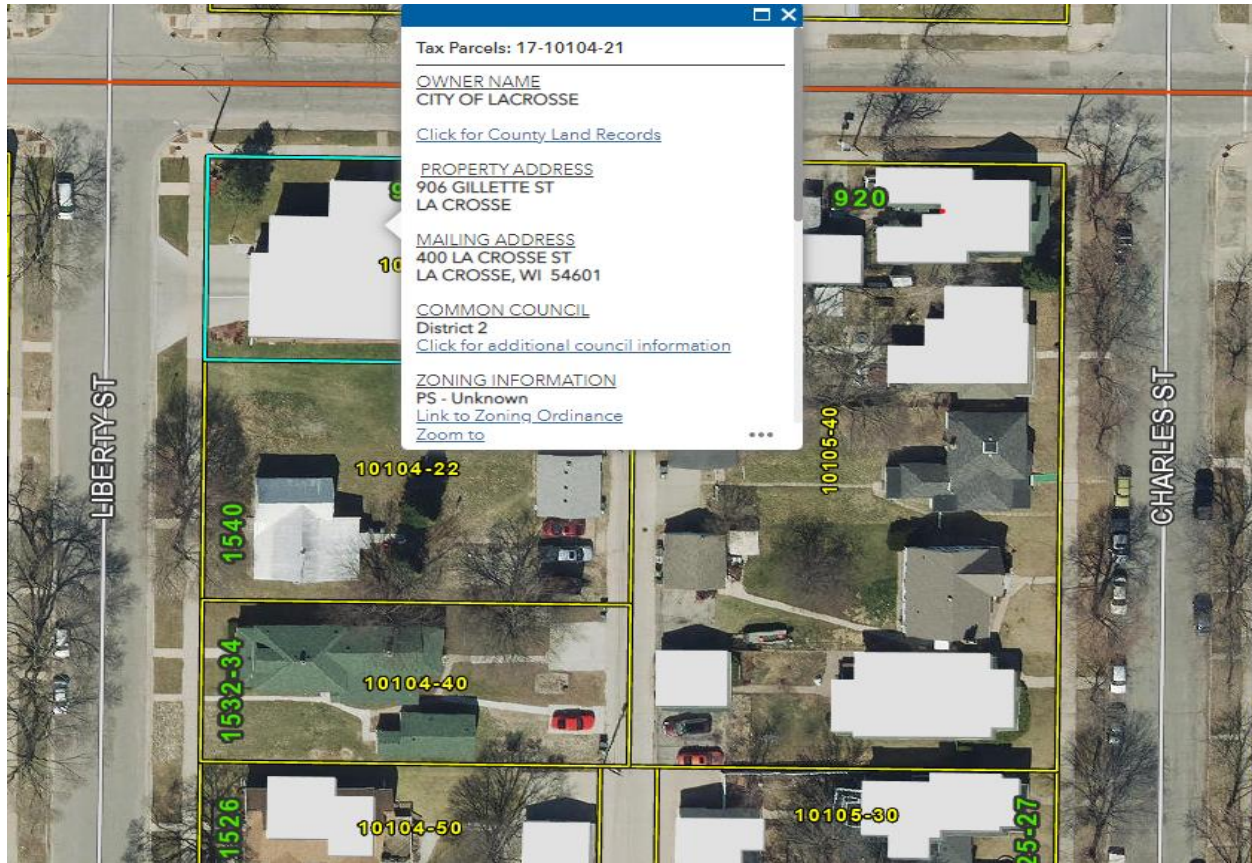 Tax Parcels: 17-10104-21
OWNER NAME
CITY OF LACROSSE
Click for County Land Records
PROPERTY ADDRESS
906 GILLETTE ST
LA CROSSE
MAILING ADDRESS
400 LA CROSSE ST
LA CROSSE, WI 54601
COMMON COUNCIL
District 2
Click for additional council information
ZONING INFORMATION
PS - Unknown
Link to Zoning Ordinance
Zoom to
920
LIBERTY ST
10104-22
1540
10105-40
CHARLES ST
1532-34
10104-40
1526
10104-50
10105-30
25-27